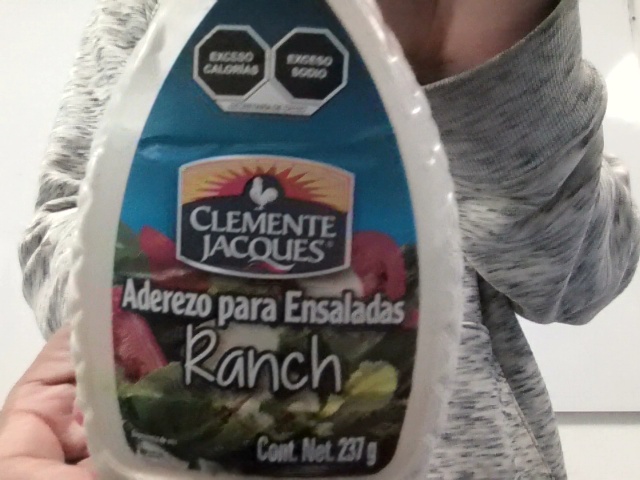 EXCESO
CALORÍAS
EXCESO
SODIO
CLEMENTE
JACQUES®
Aderezo para Ensaladas
Ranch
Cont. Net. 237 g